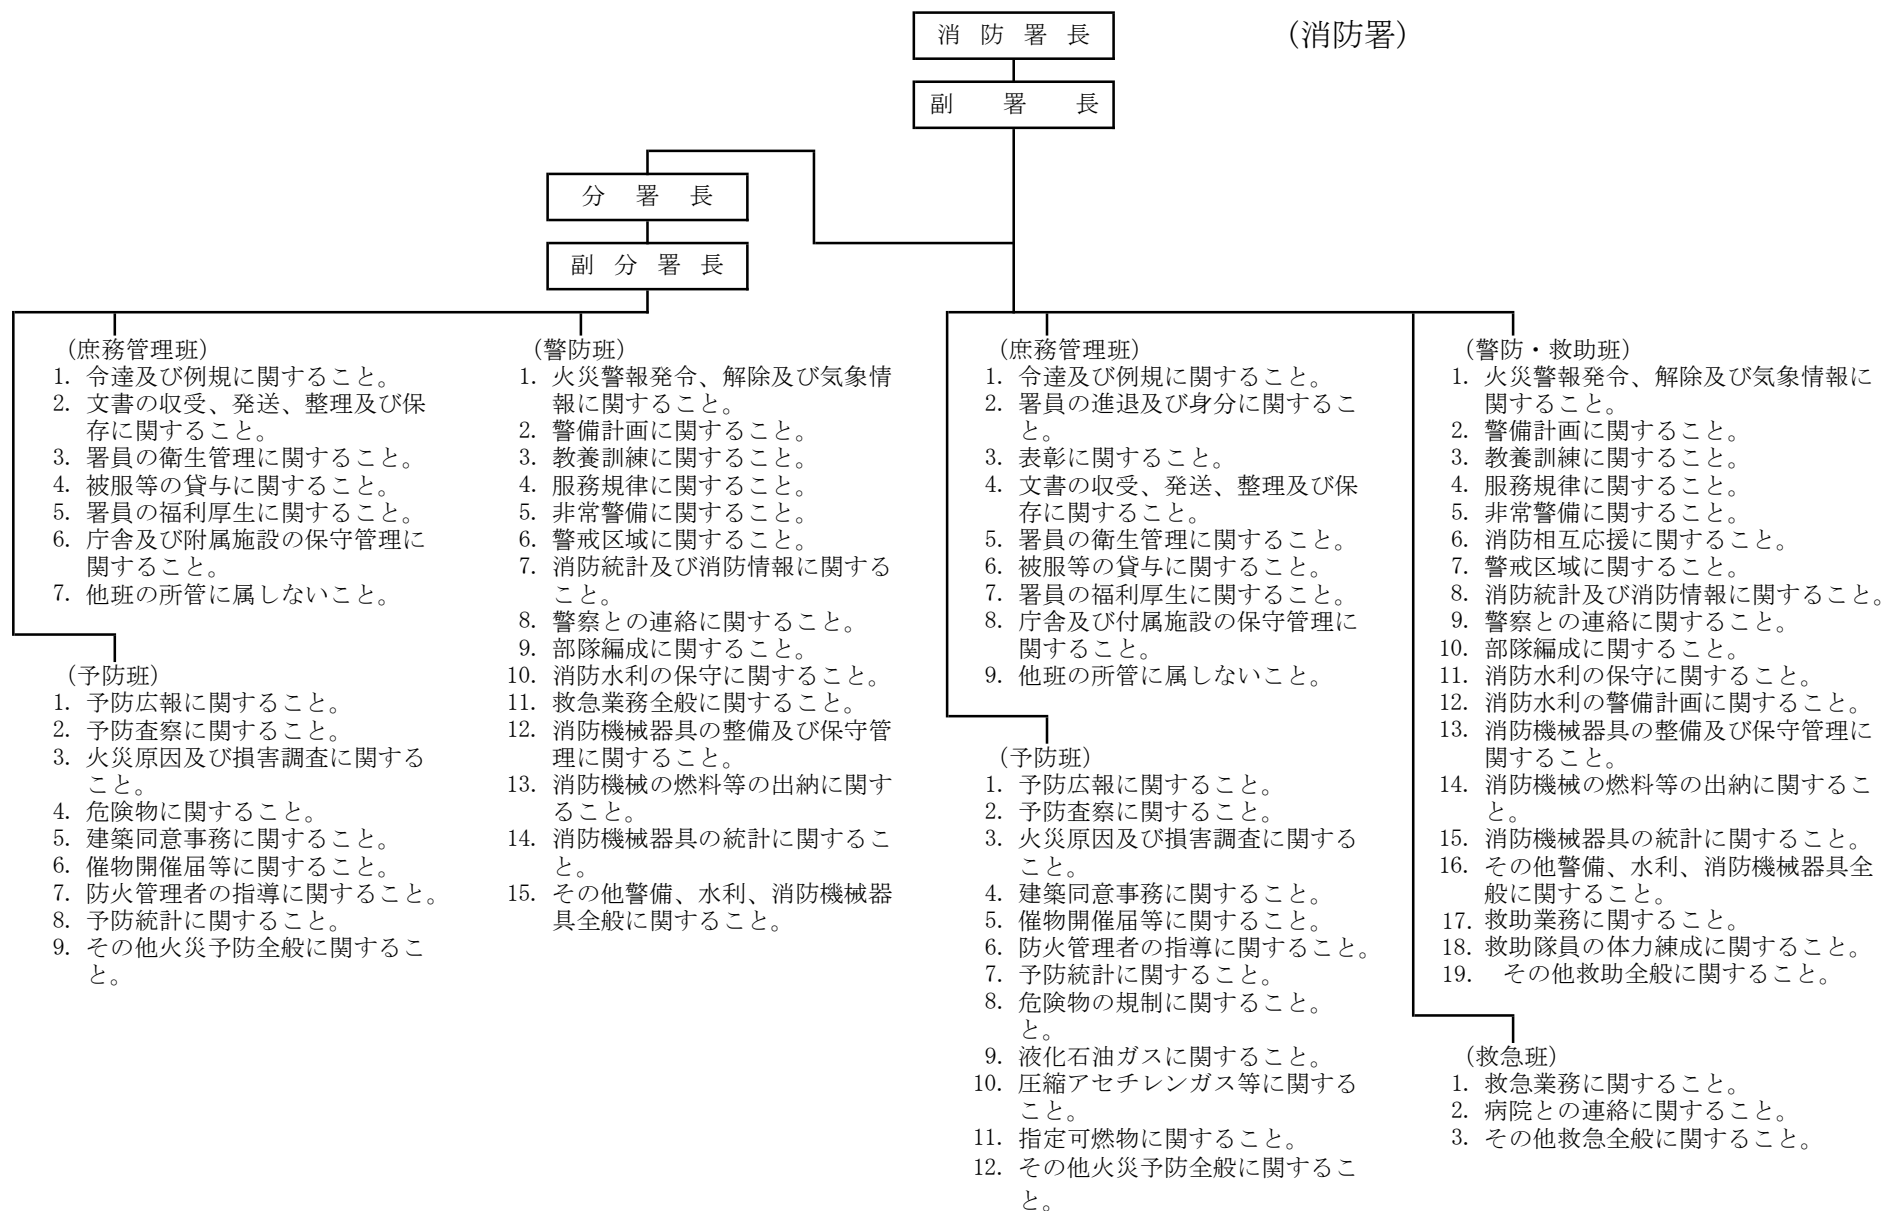 （消防署）
消防署長
副署長
分署長
副分署長
（庶務管理班）
1. 令達及び例規に関すること。
2. 文書の収受、発送、整理及び保
存に関すること。
3. 署員の衛生管理に関すること。
4. 被服等の貸与に関すること。
5. 署員の福利厚生に関すること。
6. 庁舎及び附属施設の保守管理に
関すること。
7. 他班の所管に属しないこと。
（予防班）
1. 予防広報に関すること。
2. 予防査察に関すること。
3. 火災原因及び損害調査に関する
こと。
4. 危険物に関すること。
5. 建築同意事務に関すること。
6. 催物開催届等に関すること。
7. 防火管理者の指導に関すること。
8. 予防統計に関すること。
9. その他火災予防全般に関するこ
と。
（警防班）
1. 火災警報発令、解除及び気象情
報に関すること。
2. 警備計画に関すること。
3. 教養訓練に関すること。
4. 服務規律に関すること。
5. 非常警備に関すること。
6. 警戒区域に関すること。
7. 消防統計及び消防情報に関する
こと。
8. 警察との連絡に関すること。
9. 部隊編成に関すること。
10. 消防水利の保守に関すること。
11. 救急業務全般に関すること。
12. 消防機械器具の整備及び保守管
理に関すること。
13. 消防機械の燃料等の出納に関す
ること。
14. 消防機械器具の統計に関するこ
と。
15. その他警備、水利、消防機械器
具全般に関すること。
（庶務管理班）
1. 令達及び例規に関すること。
2. 署員の進退及び身分に関するこ
と。
3. 表彰に関すること。
4. 文書の収受、発送、整理及び保
存に関すること。
5. 署員の衛生管理に関すること。
6. 被服等の貸与に関すること。
7. 署員の福利厚生に関すること。
8. 庁舎及び付属施設の保守管理に
関すること。
9. 他班の所管に属しないこと。
（予防班）
1. 予防広報に関すること。
2. 予防査察に関すること。
3. 火災原因及び損害調査に関する
こと。
4. 建築同意事務に関すること。
5. 催物開催届等に関すること。
6. 防火管理者の指導に関すること。
7. 予防統計に関すること。
8. 危険物の規制に関すること。
と。
9. 液化石油ガスに関すること。
10. 圧縮アセチレンガス等に関する
こと。
11. 指定可燃物に関すること。
12. その他火災予防全般に関するこ
と。
（警防・救助班）
1. 火災警報発令、解除及び気象情報に
関すること。
2. 警備計画に関すること。
3. 教養訓練に関すること。
4. 服務規律に関すること。
5. 非常警備に関すること。
6. 消防相互応援に関すること。
7. 警戒区域に関すること。
8. 消防統計及び消防情報に関すること。
9. 警察との連絡に関すること。
10. 部隊編成に関すること。
11. 消防水利の保守に関すること。
12. 消防水利の警備計画に関すること。
13. 消防機械器具の整備及び保守管理に
関すること。
14. 消防機械の燃料等の出納に関するこ
と。
15. 消防機械器具の統計に関すること。
16. その他警備、水利、消防機械器具全
般に関すること。
17. 救助業務に関すること。
18. 救助隊員の体力練成に関すること。
19. その他救助全般に関すること。
（救急班）
1. 救急業務に関すること。
2. 病院との連絡に関すること。
3. その他救急全般に関すること。